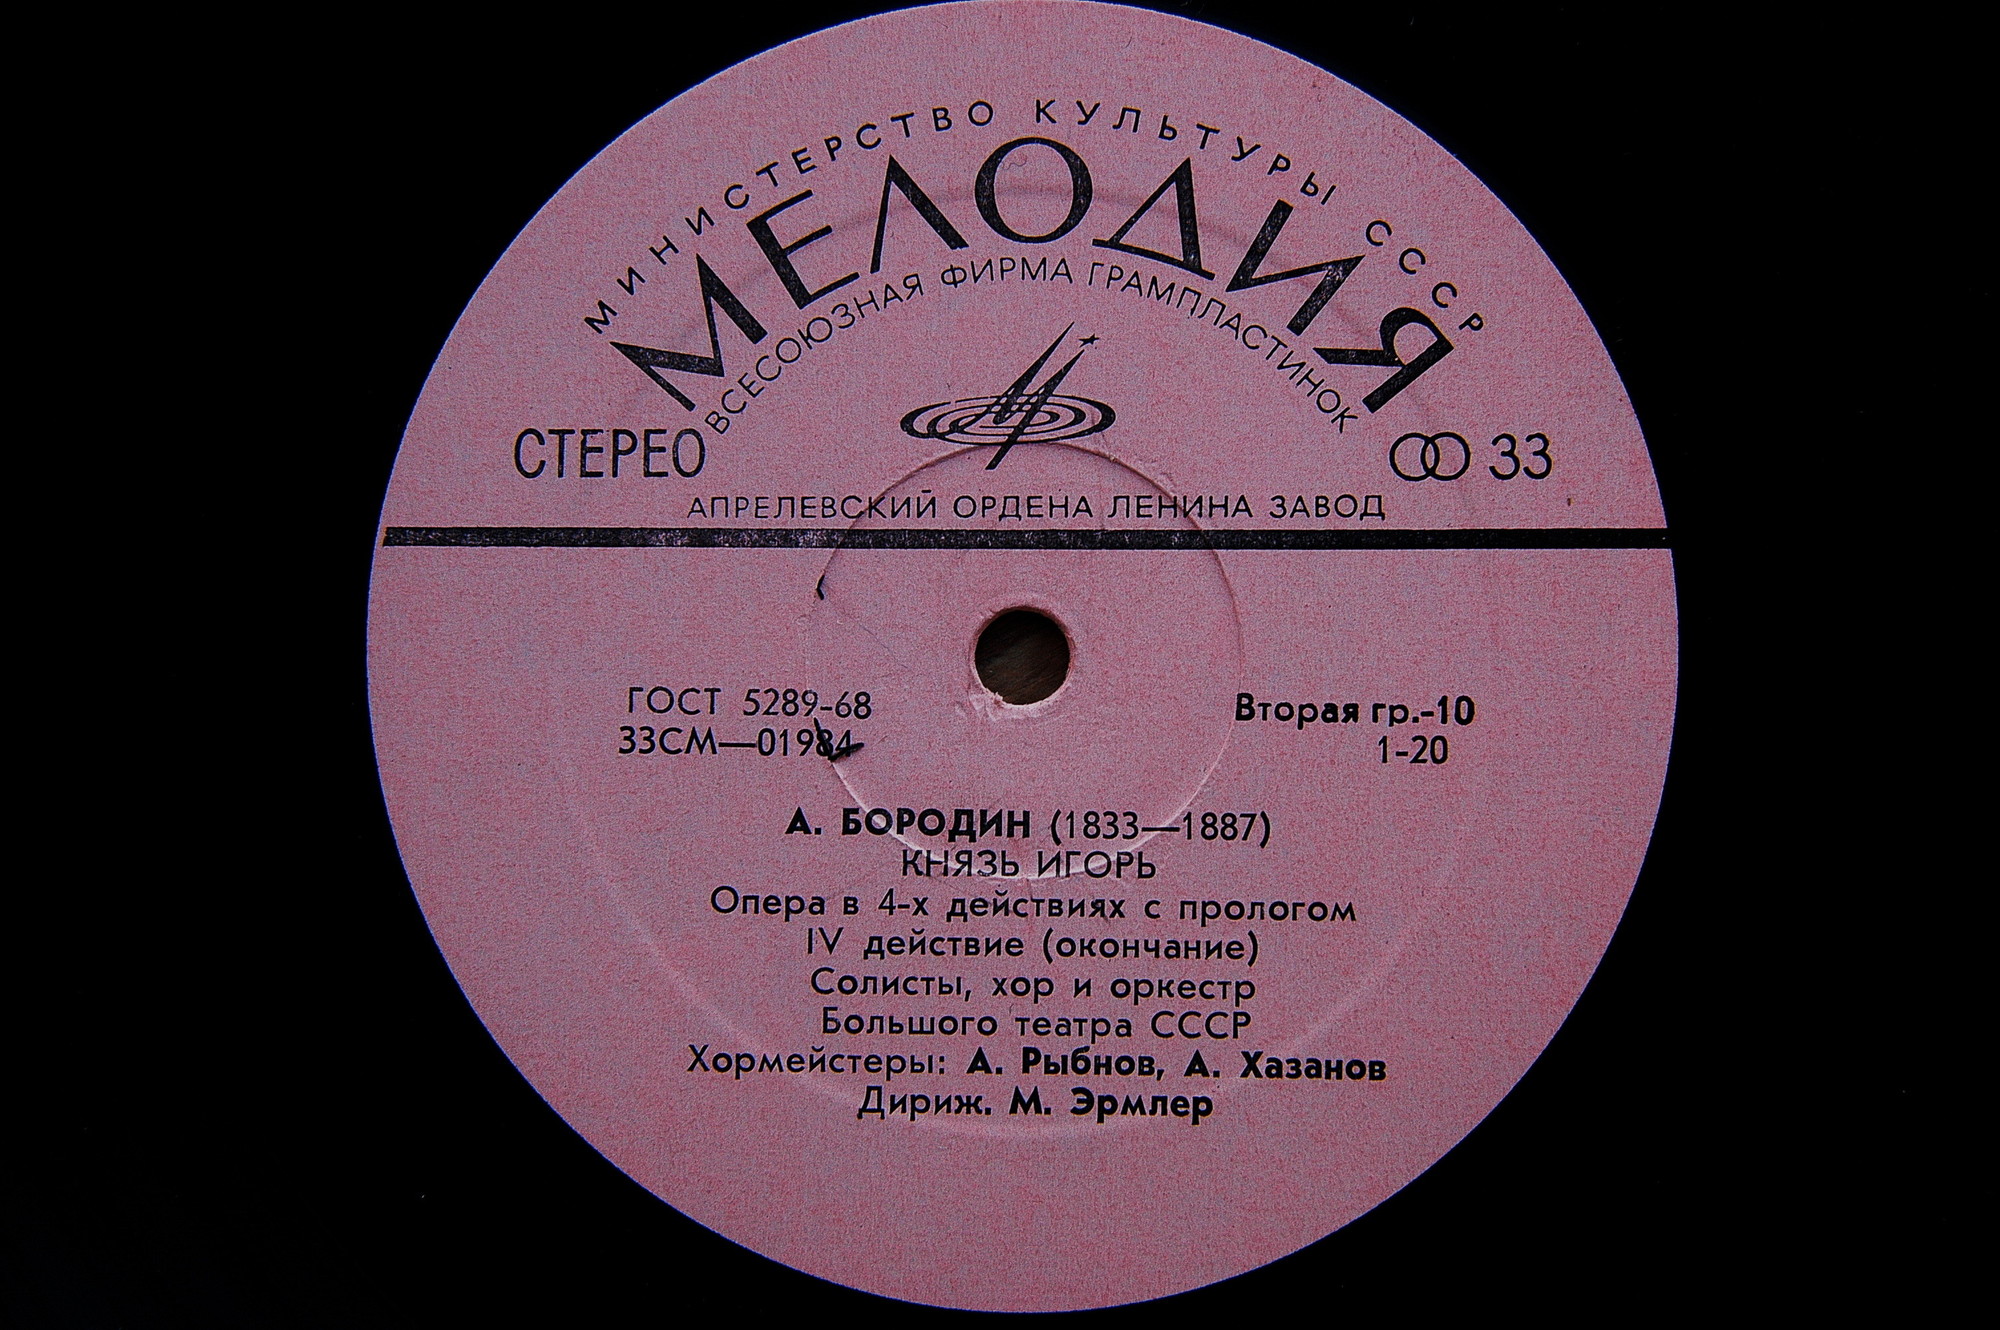 МИНИСТЕРСТВО КУЛЬТУРЫ СССР
МЕЛОДИЯ
ВСЕСОЮЗНАЯ ФИРМА ГРАМПЛАСТИНОК
СТЕРЕО
33
АПРЕЛЕВСКИЙ ОРДЕНА ЛЕНИНА ЗАВОД
ГОСТ 5289-68
33СМ—01984
Вторая гр.-10
1-20
А. БОРОДИН (1833—1887)
КНЯЗЬ ИГОРЬ
Опера в 4-х действиях с прологом
IV действие (окончание)
Солисты, хор и оркестр
Большого театра СССР
Хормейстеры: А. Рыбнов, А. Хазанов
Дириж. М. Эрмлер